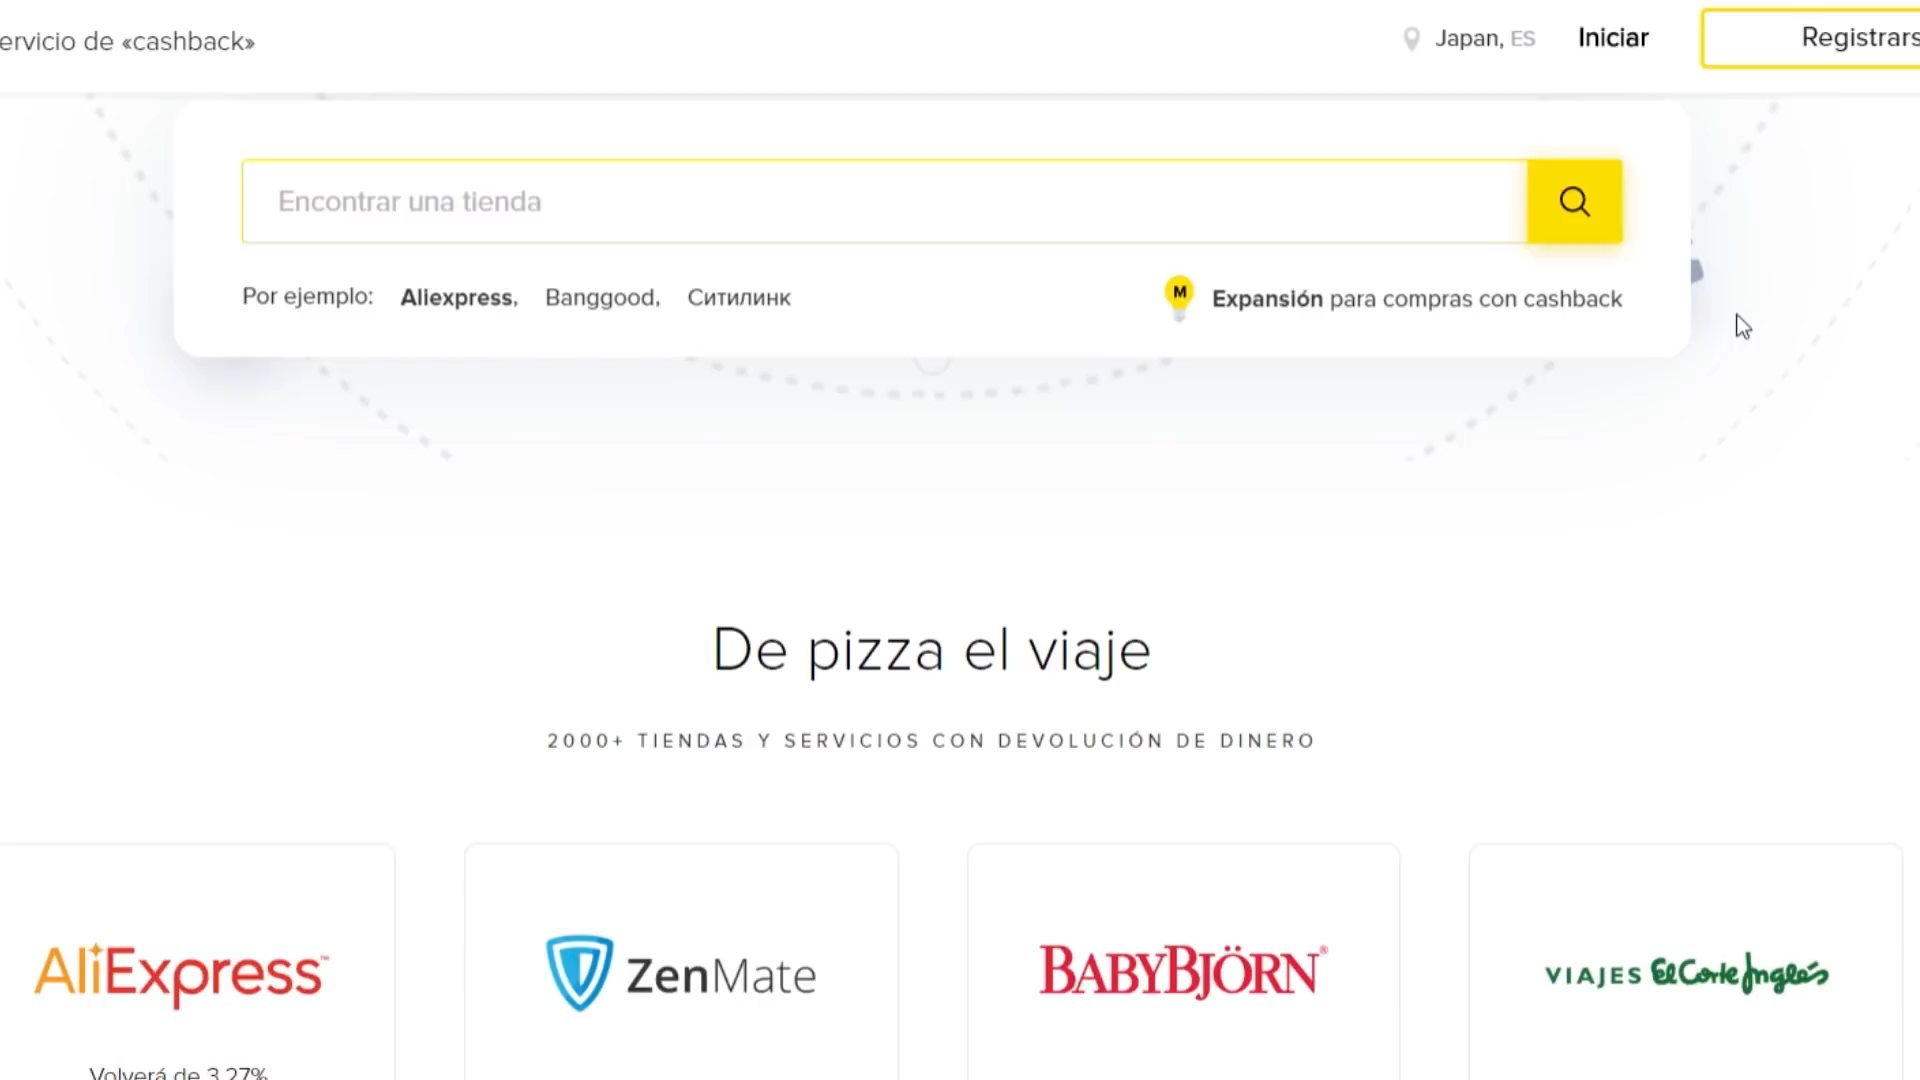 ervicio de «cashback»
Japan, ES
Iniciar
Registrars
Encontrar una tienda
Por ejemplo: Aliexpress, Banggood, Ситилинк
M
Expansión para compras con cashback
De pizza el viaje
2000+ TIENDAS Y SERVICIOS CON DEVOLUCIÓN DE DINERO
AliExpress™
ZenMate
BABYBJÖRN®
VIAJES El Corte Inglés
Volverá de 3,27%